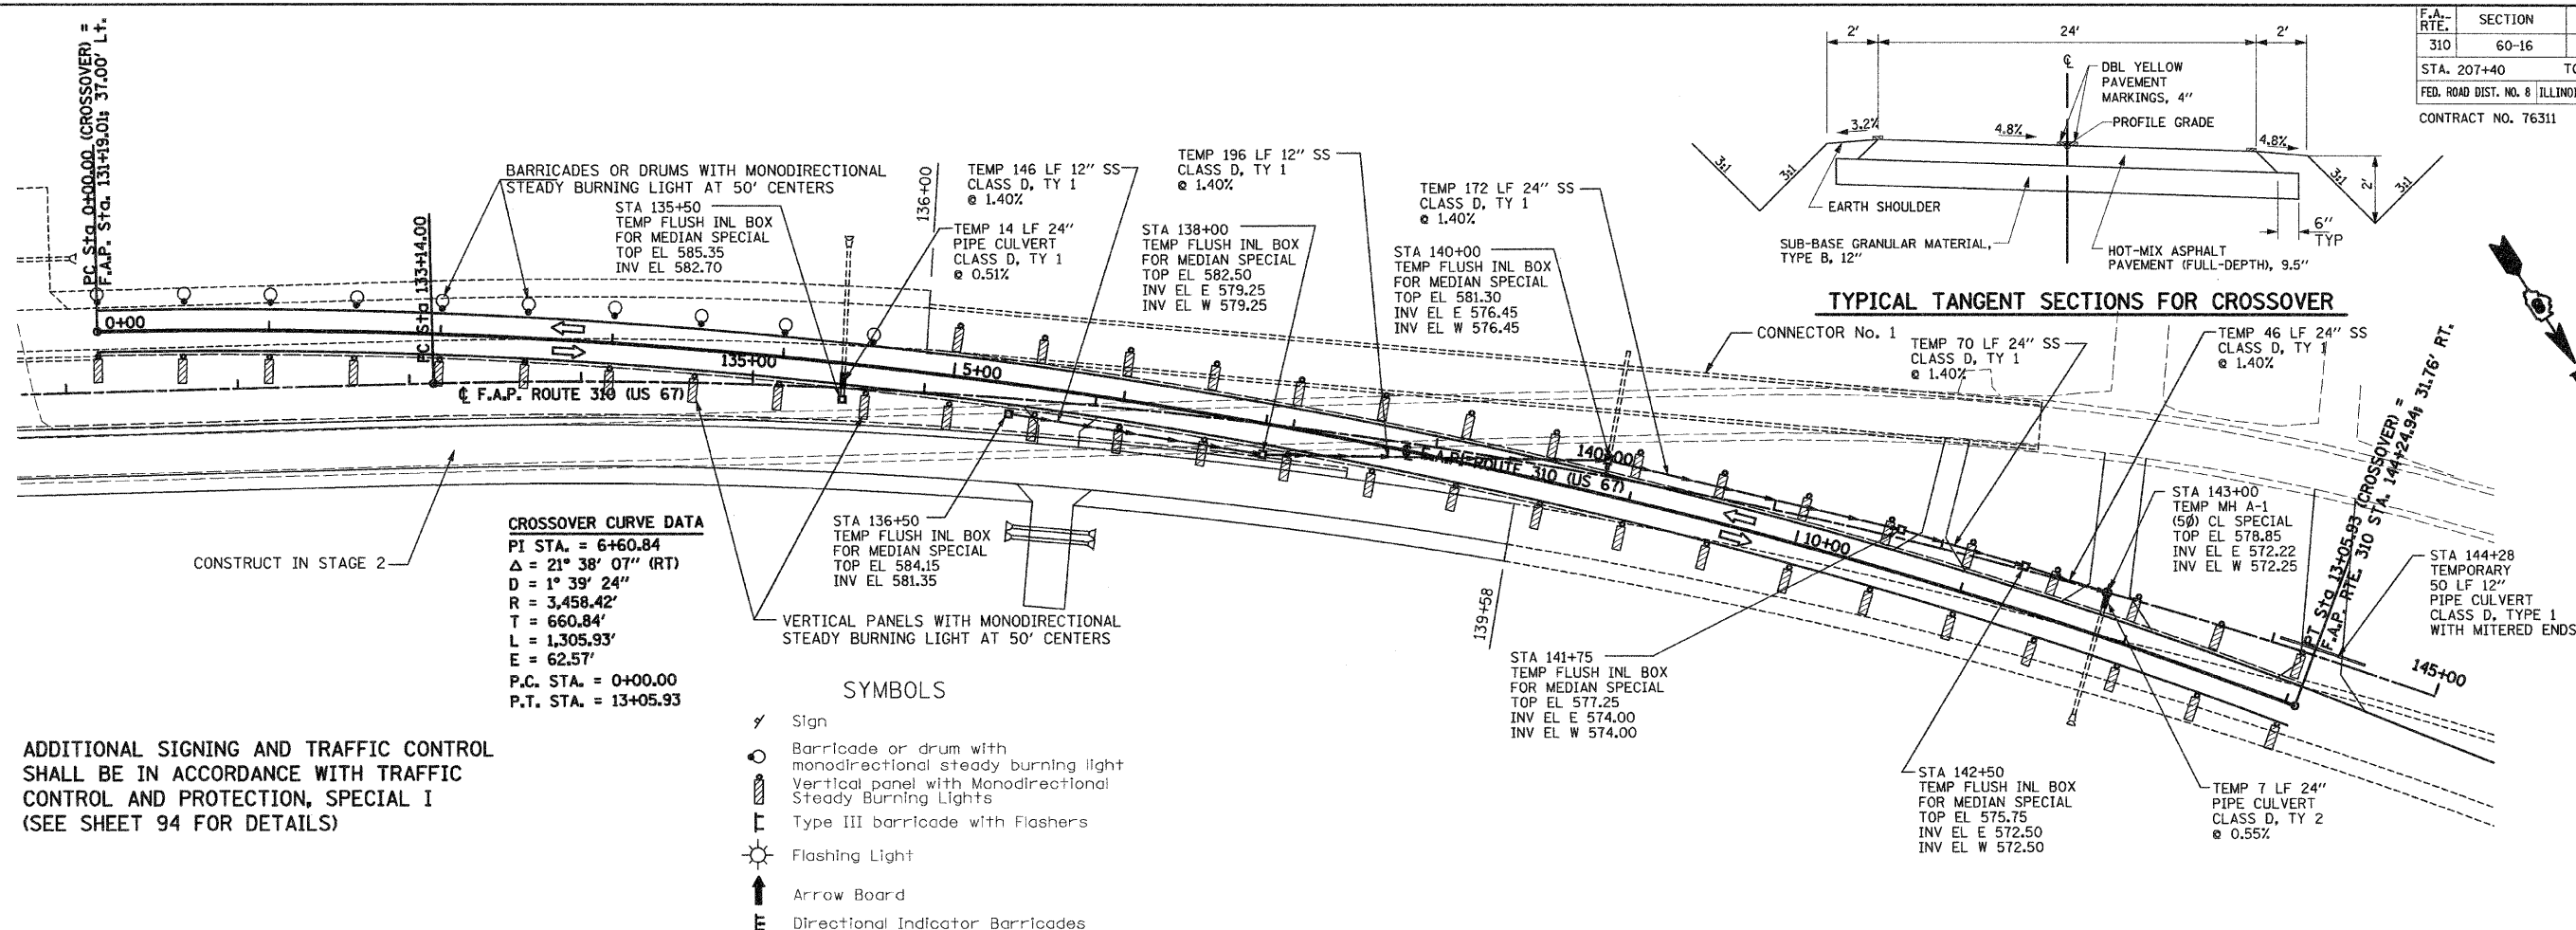 PC Sta 0+00.00 (CROSSOVER) =
F.A.P. Sta. 131+19.01; 37.00' Lt.
PC Sta 133+14.00
BARRICADES OR DRUMS WITH MONODIRECTIONAL
STEADY BURNING LIGHT AT 50' CENTERS
STA 135+50
TEMP FLUSH INL BOX
FOR MEDIAN SPECIAL
TOP EL 585.35
INV EL 582.70
136+00
TEMP 146 LF 12" SS
CLASS D, TY 1
@ 1.40%
TEMP 14 LF 24"
PIPE CULVERT
CLASS D, TY 1
@ 0.51%
TEMP 196 LF 12" SS
CLASS D, TY 1
@ 1.40%
STA 138+00
TEMP FLUSH INL BOX
FOR MEDIAN SPECIAL
TOP EL 582.50
INV EL E 579.25
INV EL W 579.25
TEMP 172 LF 24" SS
CLASS D, TY 1
@ 1.40%
STA 140+00
TEMP FLUSH INL BOX
FOR MEDIAN SPECIAL
TOP EL 581.30
INV EL E 576.45
INV EL W 576.45
2'
24'
2'
℄
DBL YELLOW
PAVEMENT
MARKINGS, 4"
PROFILE GRADE
3.2%
4.8%
4.8%
3:1
3:1
3:1
3:1
2'
EARTH SHOULDER
6"
TYP
SUB-BASE GRANULAR MATERIAL,
TYPE B, 12"
HOT-MIX ASPHALT
PAVEMENT (FULL-DEPTH), 9.5"
TYPICAL TANGENT SECTIONS FOR CROSSOVER
F.A. RTE.
SECTION
310
60-16
STA. 207+40
FED. ROAD DIST. NO. 8
CONTRACT NO. 76311
CONNECTOR No. 1
TEMP 70 LF 24" SS
CLASS D, TY 1
@ 1.40%
TEMP 46 LF 24" SS
CLASS D, TY 1
@ 1.40%
0+00
135+00
5+00
℄ F.A.P. ROUTE 310 (US 67)
℄ F.A.P. ROUTE 310 (US 67)
140+00
10+00
145+00
PT Sta 13+05.93 (CROSSOVER) =
F.A.P. RTE. 310 STA. 144+24.94; 31.76' RT.
STA 143+00
TEMP MH A-1
(5Ø) CL SPECIAL
TOP EL 578.85
INV EL E 572.22
INV EL W 572.25
STA 144+28
TEMPORARY
50 LF 12"
PIPE CULVERT
CLASS D, TYPE 1
WITH MITERED ENDS
CONSTRUCT IN STAGE 2
CROSSOVER CURVE DATA
PI STA. = 6+60.84
Δ = 21° 38' 07" (RT)
D = 1° 39' 24"
R = 3,458.42'
T = 660.84'
L = 1,305.93'
E = 62.57'
P.C. STA. = 0+00.00
P.T. STA. = 13+05.93
STA 136+50
TEMP FLUSH INL BOX
FOR MEDIAN SPECIAL
TOP EL 584.15
INV EL 581.35
VERTICAL PANELS WITH MONODIRECTIONAL
STEADY BURNING LIGHT AT 50' CENTERS
139+58
STA 141+75
TEMP FLUSH INL BOX
FOR MEDIAN SPECIAL
TOP EL 577.25
INV EL E 574.00
INV EL W 574.00
STA 142+50
TEMP FLUSH INL BOX
FOR MEDIAN SPECIAL
TOP EL 575.75
INV EL E 572.50
INV EL W 572.50
TEMP 7 LF 24"
PIPE CULVERT
CLASS D, TY 2
@ 0.55%
ADDITIONAL SIGNING AND TRAFFIC CONTROL
SHALL BE IN ACCORDANCE WITH TRAFFIC
CONTROL AND PROTECTION, SPECIAL I
(SEE SHEET 94 FOR DETAILS)
SYMBOLS
Sign
Barricade or drum with
monodirectional steady burning light
Vertical panel with Monodirectional
Steady Burning Lights
Type III barricade with Flashers
Flashing Light
Arrow Board
Directional Indicator Barricades